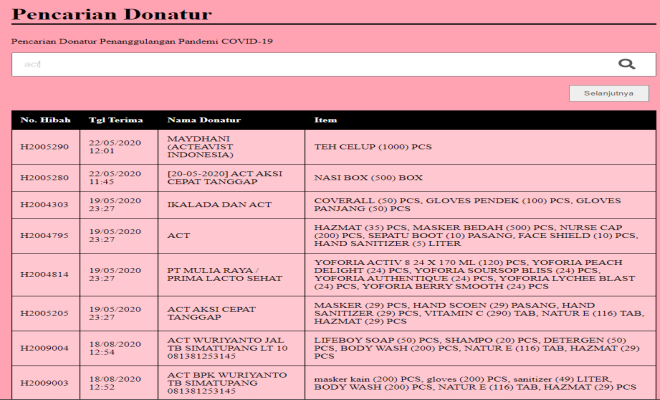 Pencarian Donatur
Pencarian Donatur Penanggulangan Pandemi COVID-19
act
Selanjutnya
No. Hibah Tgl Terima Nama Donatur Item
H2005290 22/05/2020 12:01 MAYDHANI (ACTEAVIST INDONESIA) TEH CELUP (1000) PCS
H2005280 22/05/2020 11:45 [20-05-2020] ACT AKSI CEPAT TANGGAP NASI BOX (500) BOX
H2004303 19/05/2020 23:27 IKALADA DAN ACT COVERALL (50) PCS, GLOVES PENDEK (100) PCS, GLOVES PANJANG (50) PCS
H2004795 19/05/2020 23:27 ACT HAZMAT (35) PCS, MASKER BEDAH (500) PCS, NURSE CAP (200) PCS, SEPATU BOOT (10) PASANG, FACE SHIELD (10) PCS, HAND SANITIZER (5) LITER
H2004814 19/05/2020 23:27 PT MULIA RAYA / PRIMA LACTO SEHAT YOFORIA ACTIV 8 24 X 170 ML (120) PCS, YOFORIA PEACH DELIGHT (24) PCS, YOFORIA SOURSOP BLISS (24) PCS, YOFORIA AUTHENTIQUE (24) PCS, YOFORIA LYCHEE BLAST (24) PCS, YOFORIA BERRY SMOOTH (24) PCS
H2005205 19/05/2020 23:27 ACT AKSI CEPAT TANGGAP MASKER (29) PCS, HAND SCOEN (29) PASANG, HAND SANITIZER (29) PCS, VITAMIN C (290) TAB, NATUR E (116) TAB, HAZMAT (29) PCS
H2009004 18/08/2020 12:54 ACT WURIYANTO JAL TB SIMATUPANG LT 10 081381253145 LIFEBOY SOAP (50) PCS, SHAMPO (20) PCS, DETERGEN (50) PCS, BODY WASH (200) PCS, NATUR E (116) TAB, HAZMAT (29) PCS
H2009003 18/08/2020 12:52 ACT BPK WURIYANTO TB SIMATUPANG 081381253145 masker kain (200) PCS, gloves (200) PCS, sanitizer (49) LITER, BODY WASH (200) PCS, NATUR E (116) TAB, HAZMAT (29) PCS